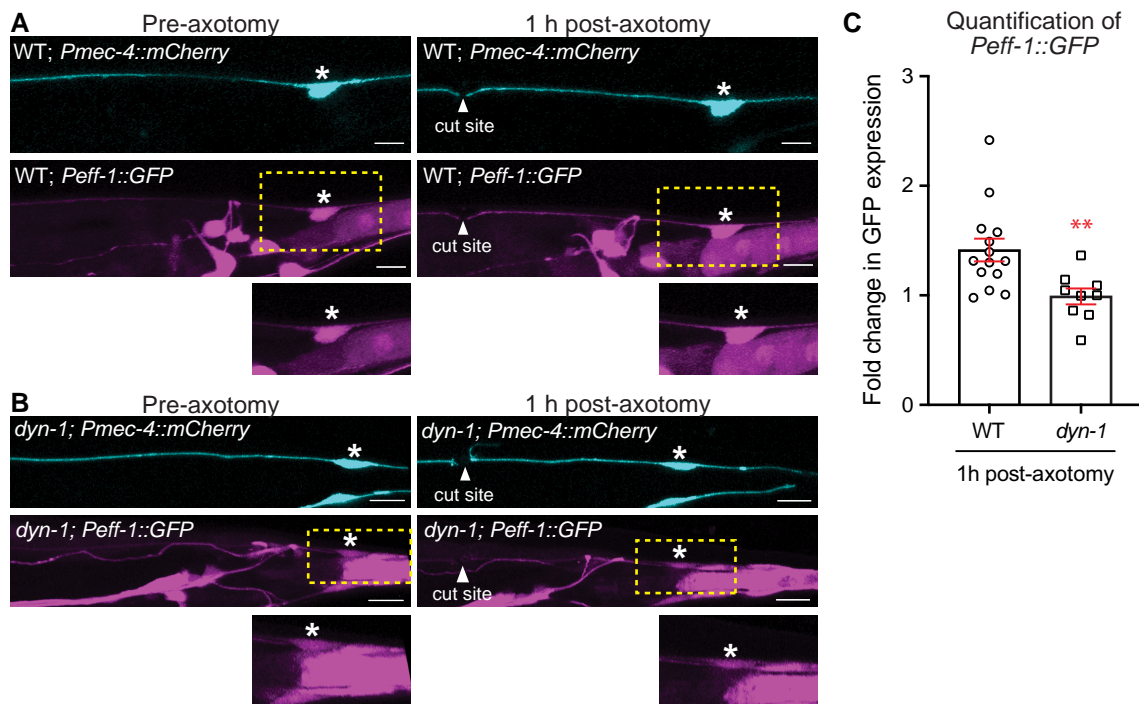 A
Pre-axotomy
1 h post-axotomy
WT; Pmec-4::mCherry
*
WT; Pmec-4::mCherry
*
cut site
WT; Peff-1::GFP
*
WT; Peff-1::GFP
*
cut site
*
*
B
Pre-axotomy
1 h post-axotomy
dyn-1; Pmec-4::mCherry
*
dyn-1; Pmec-4::mCherry
*
cut site
dyn-1; Peff-1::GFP
*
dyn-1; Peff-1::GFP
*
cut site
*
*
C
Quantification of
Peff-1::GFP
Fold change in GFP expression
3
2
1
0
**
WT
dyn-1
1h post-axotomy